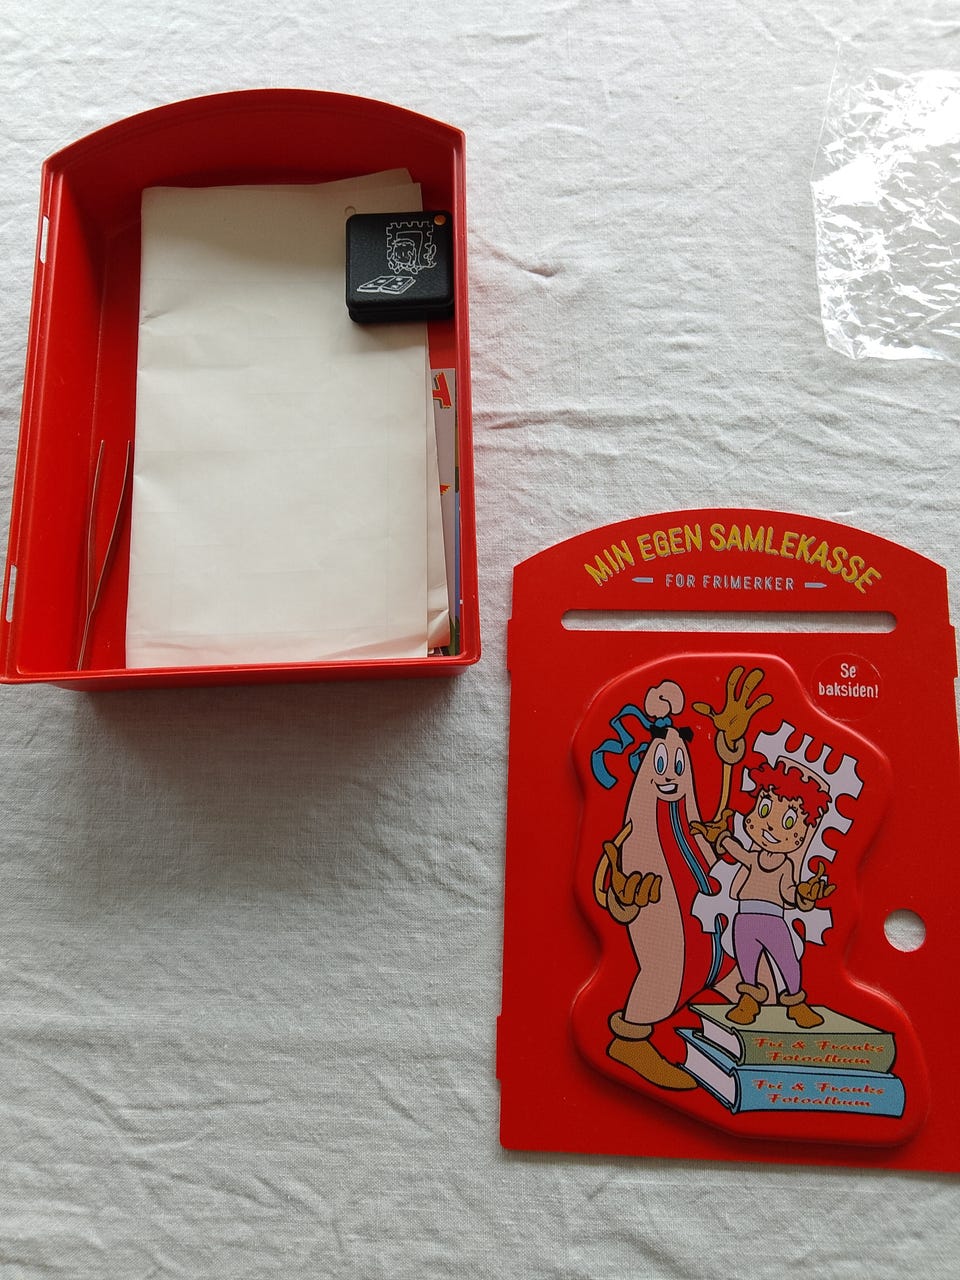 MIN EGEN SAMLEKASSE
FOR FRIMERKER
Se
baksiden!
Fri & Franks
Fotoalbum
Fri & Franks
Fotoalbum